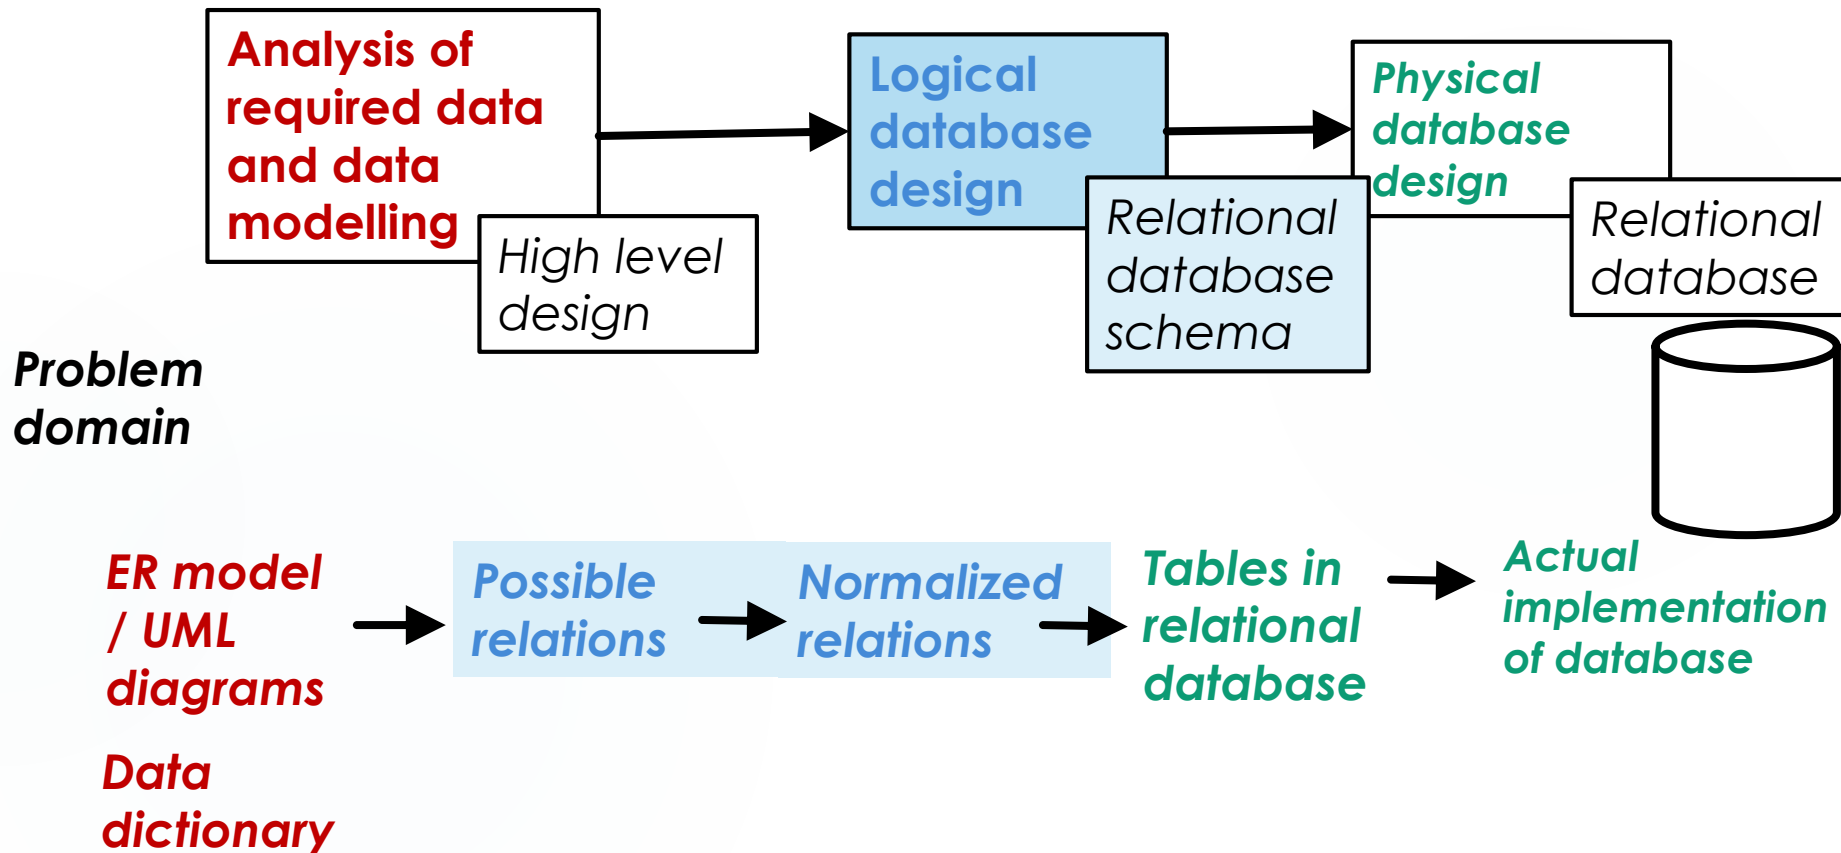 Analysis of
required data
and data
modelling
High level
design
Logical
database
design
Relational
database
schema
Physical
database
design
Relational
database
Problem
domain
ER model
/ UML
diagrams
Data
dictionary
Possible
relations
Normalized
relations
Tables in
relational
database
Actual
implementation
of database